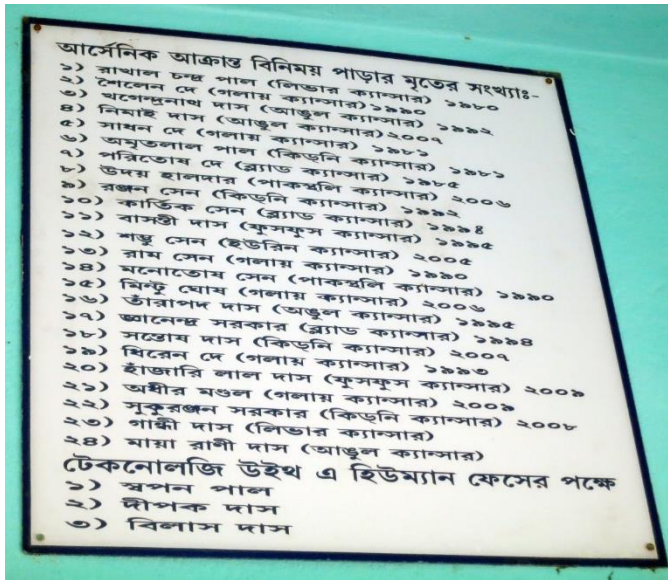 আর্সেনিক আক্রান্ত বিনিময় পাড়ার মৃতের সংখ্যাঃ-
১) রাখাল চন্দ্র পাল (লিভার ক্যান্সার) ১৯৮০
২) শৈলেন দে (গলায় ক্যান্সার) ১৯৯০
৩) খগেন্দ্রনাথ দাস (আঙুল ক্যান্সার) ১৯৯২
৪) নিমাই দাস (আঙুল ক্যান্সার) ২০০৭
৫) সাধন দে (গলায় ক্যান্সার) ১৯৮১
৬) অমৃতলাল পাল (কিড্‌নি ক্যান্সার) ১৯৮১
৭) পরিতোষ দে (ব্ল্যাড ক্যান্সার) ১৯৮৫
৮) উদয় হালদার (পাকস্থলি ক্যান্সার) ২০০৬
৯) রঞ্জন সেন (কিড্‌নি ক্যান্সার) ১৯৯২
১০) কার্তিক সেন (ব্ল্যাড ক্যান্সার) ১৯৯৪
১১) বাসন্তী দাস (ফুসফুস ক্যান্সার) ১৯৯৫
১২) শম্ভু সেন (ইউরিন ক্যান্সার) ২০০৫
১৩) রাম সেন (গলায় ক্যান্সার) ১৯৯০
১৪) মনোতোষ সেন (পাকস্থলি ক্যান্সার) ১৯৯০
১৫) মিন্টু ঘোষ (গলায় ক্যান্সার) ২০০৬
১৬) তাঁরাপদ দাস (অঙুল ক্যান্সার) ১৯৯৫
১৭) জ্ঞানেন্দ্র সরকার (ব্ল্যাড ক্যান্সার) ১৯৯৪
১৮) সন্তোষ দাস (কিড্‌নি ক্যান্সার) ২০০৭
১৯) ধিরেন দে (গলায় ক্যান্সার) ১৯৯৩
২০) হাঁজারি লাল দাস (ফুসফুস ক্যান্সার) ২০০৯
২১) অধীর মণ্ডল (গলায় ক্যান্সার) ২০০৯
২২) সুকুরঞ্জন সরকার (কিড্‌নি ক্যান্সার) ২০০৮
২৩) গান্ধী দাস (লিভার ক্যান্সার)
২৪) মায়া রাণী দাস (আঙুল ক্যান্সার)
টেকনোলজি উইথ এ হিউম্যান ফেসের পক্ষে
১) স্বপন পাল
২) দীপক দাস
৩) বিলাস দাস